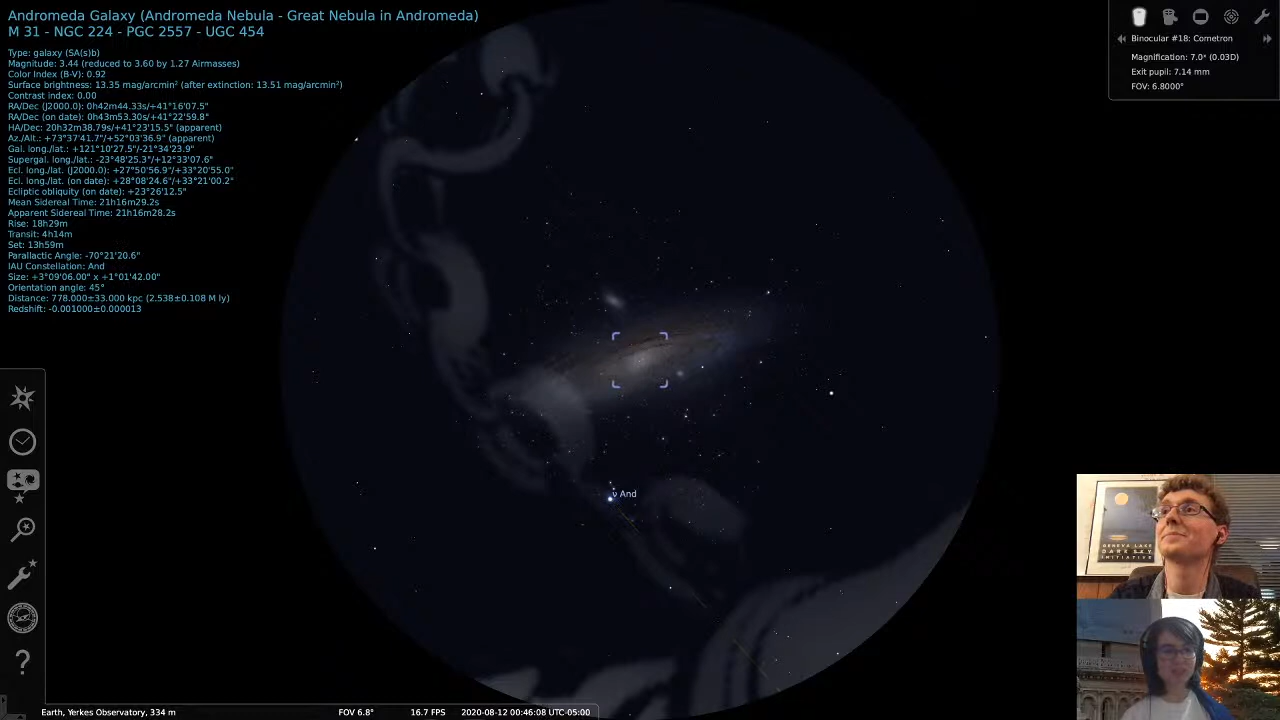 Andromeda Galaxy (Andromeda Nebula - Great Nebula in Andromeda)
M 31 - NGC 224 - PGC 2557 - UGC 454
Type: galaxy (SA(s)b)
Magnitude: 3.44 (reduced to 3.60 by 1.27 Airmasses)
Color Index (B-V): 0.92
Surface brightness: 13.35 mag/arcmin² (after extinction: 13.51 mag/arcmin²)
Contrast index: 0.00
RA/Dec (J2000.0): 0h42m44.33s/+41°16'07.5"
RA/Dec (on date): 0h43m53.30s/+41°22'59.8"
HA/Dec: 20h32m38.79s/+41°23'15.5" (apparent)
Az./Alt.: +73°37'41.7"/+52°03'36.9" (apparent)
Gal. long./lat.: +121°10'27.5"/-21°34'23.9"
Supergal. long./lat.: -23°48'25.3"/+12°33'07.6"
Ecl. long./lat. (J2000.0): +27°50'56.9"/+33°20'55.0"
Ecl. long./lat. (on date): +28°08'24.6"/+33°21'00.2"
Ecliptic obliquity (on date): +23°26'12.5"
Mean Sidereal Time: 21h16m29.2s
Apparent Sidereal Time: 21h16m28.2s
Rise: 18h29m
Transit: 4h14m
Set: 13h59m
Parallactic Angle: -70°21'20.6"
IAU Constellation: And
Size: +3°09'06.00" x +1°01'42.00"
Orientation angle: 45°
Distance: 778.000±33.000 kpc (2.538±0.108 M ly)
Redshift: -0.001000±0.000013
Binocular #18: Cometron
Magnification: 7.0ˣ (0.03D)
Exit pupil: 7.14 mm
FOV: 6.8000°
υ And
GENEVA LAKE
DARK SKY
INITIATIVE
Earth, Yerkes Observatory, 334 m
FOV 6.8°
16.7 FPS
2020-08-12 00:46:08 UTC-05:00